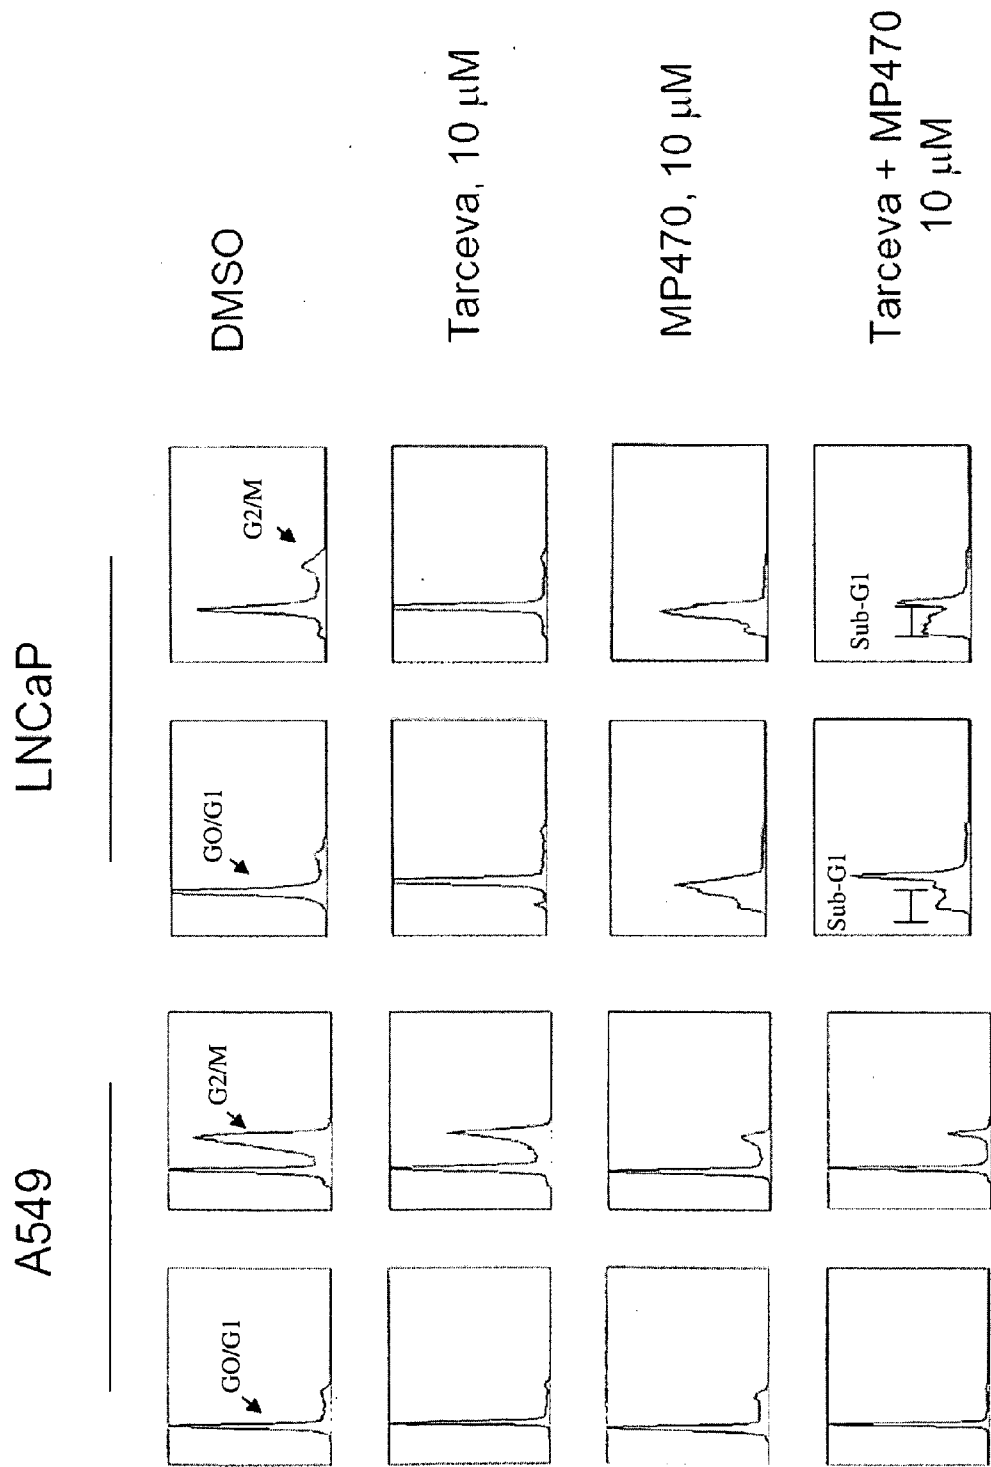 A549
LNCaP
GO/G1
G2/M
GO/G1
G2/M
DMSO
Tarceva, 10 μM
MP470, 10 μM
Sub-G1
Sub-G1
Tarceva + MP470
10 μM